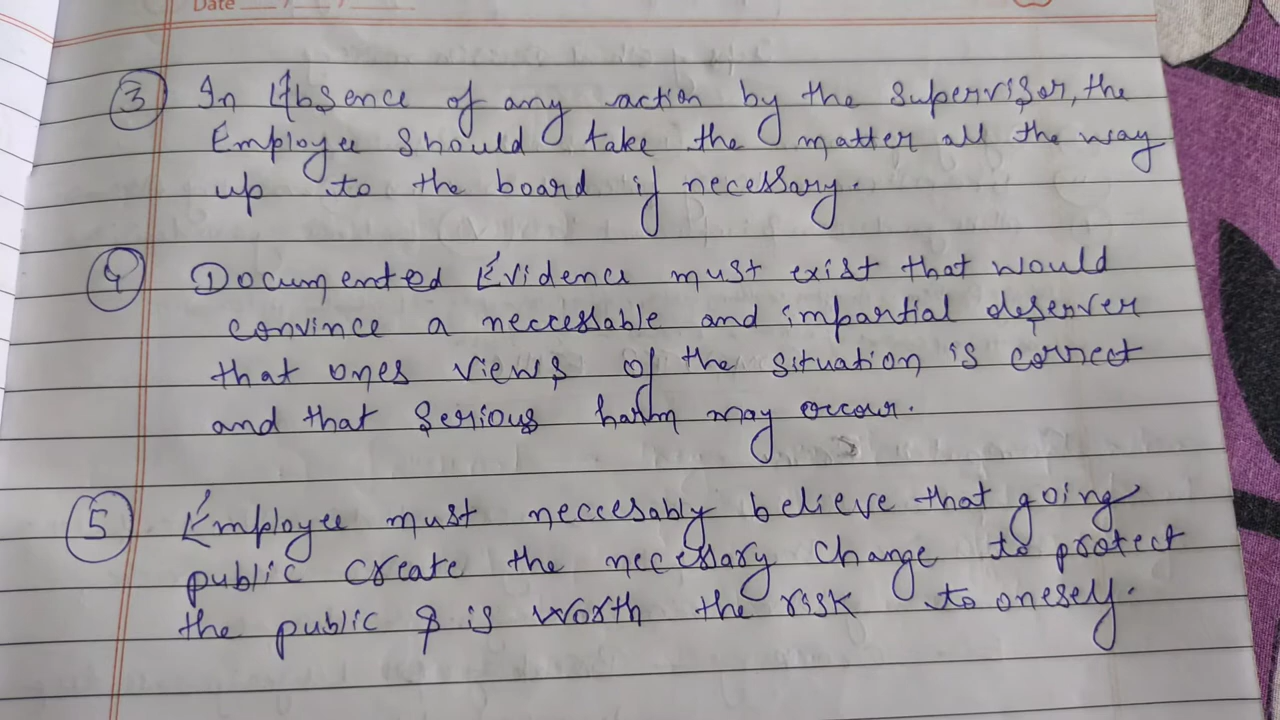 Date
③ In Absence of any action by the supervisor, the
Employee should take the matter all the way
up to the board if necessary.
④ Documented Evidence must exist that would
convince a neccessable and impartial deserver
that ones views of the situation is correct
and that serious harm may occour.
⑤ Employee must neccesably believe that going
public create the necessary change to protect
the public & is worth the risk to oneself.